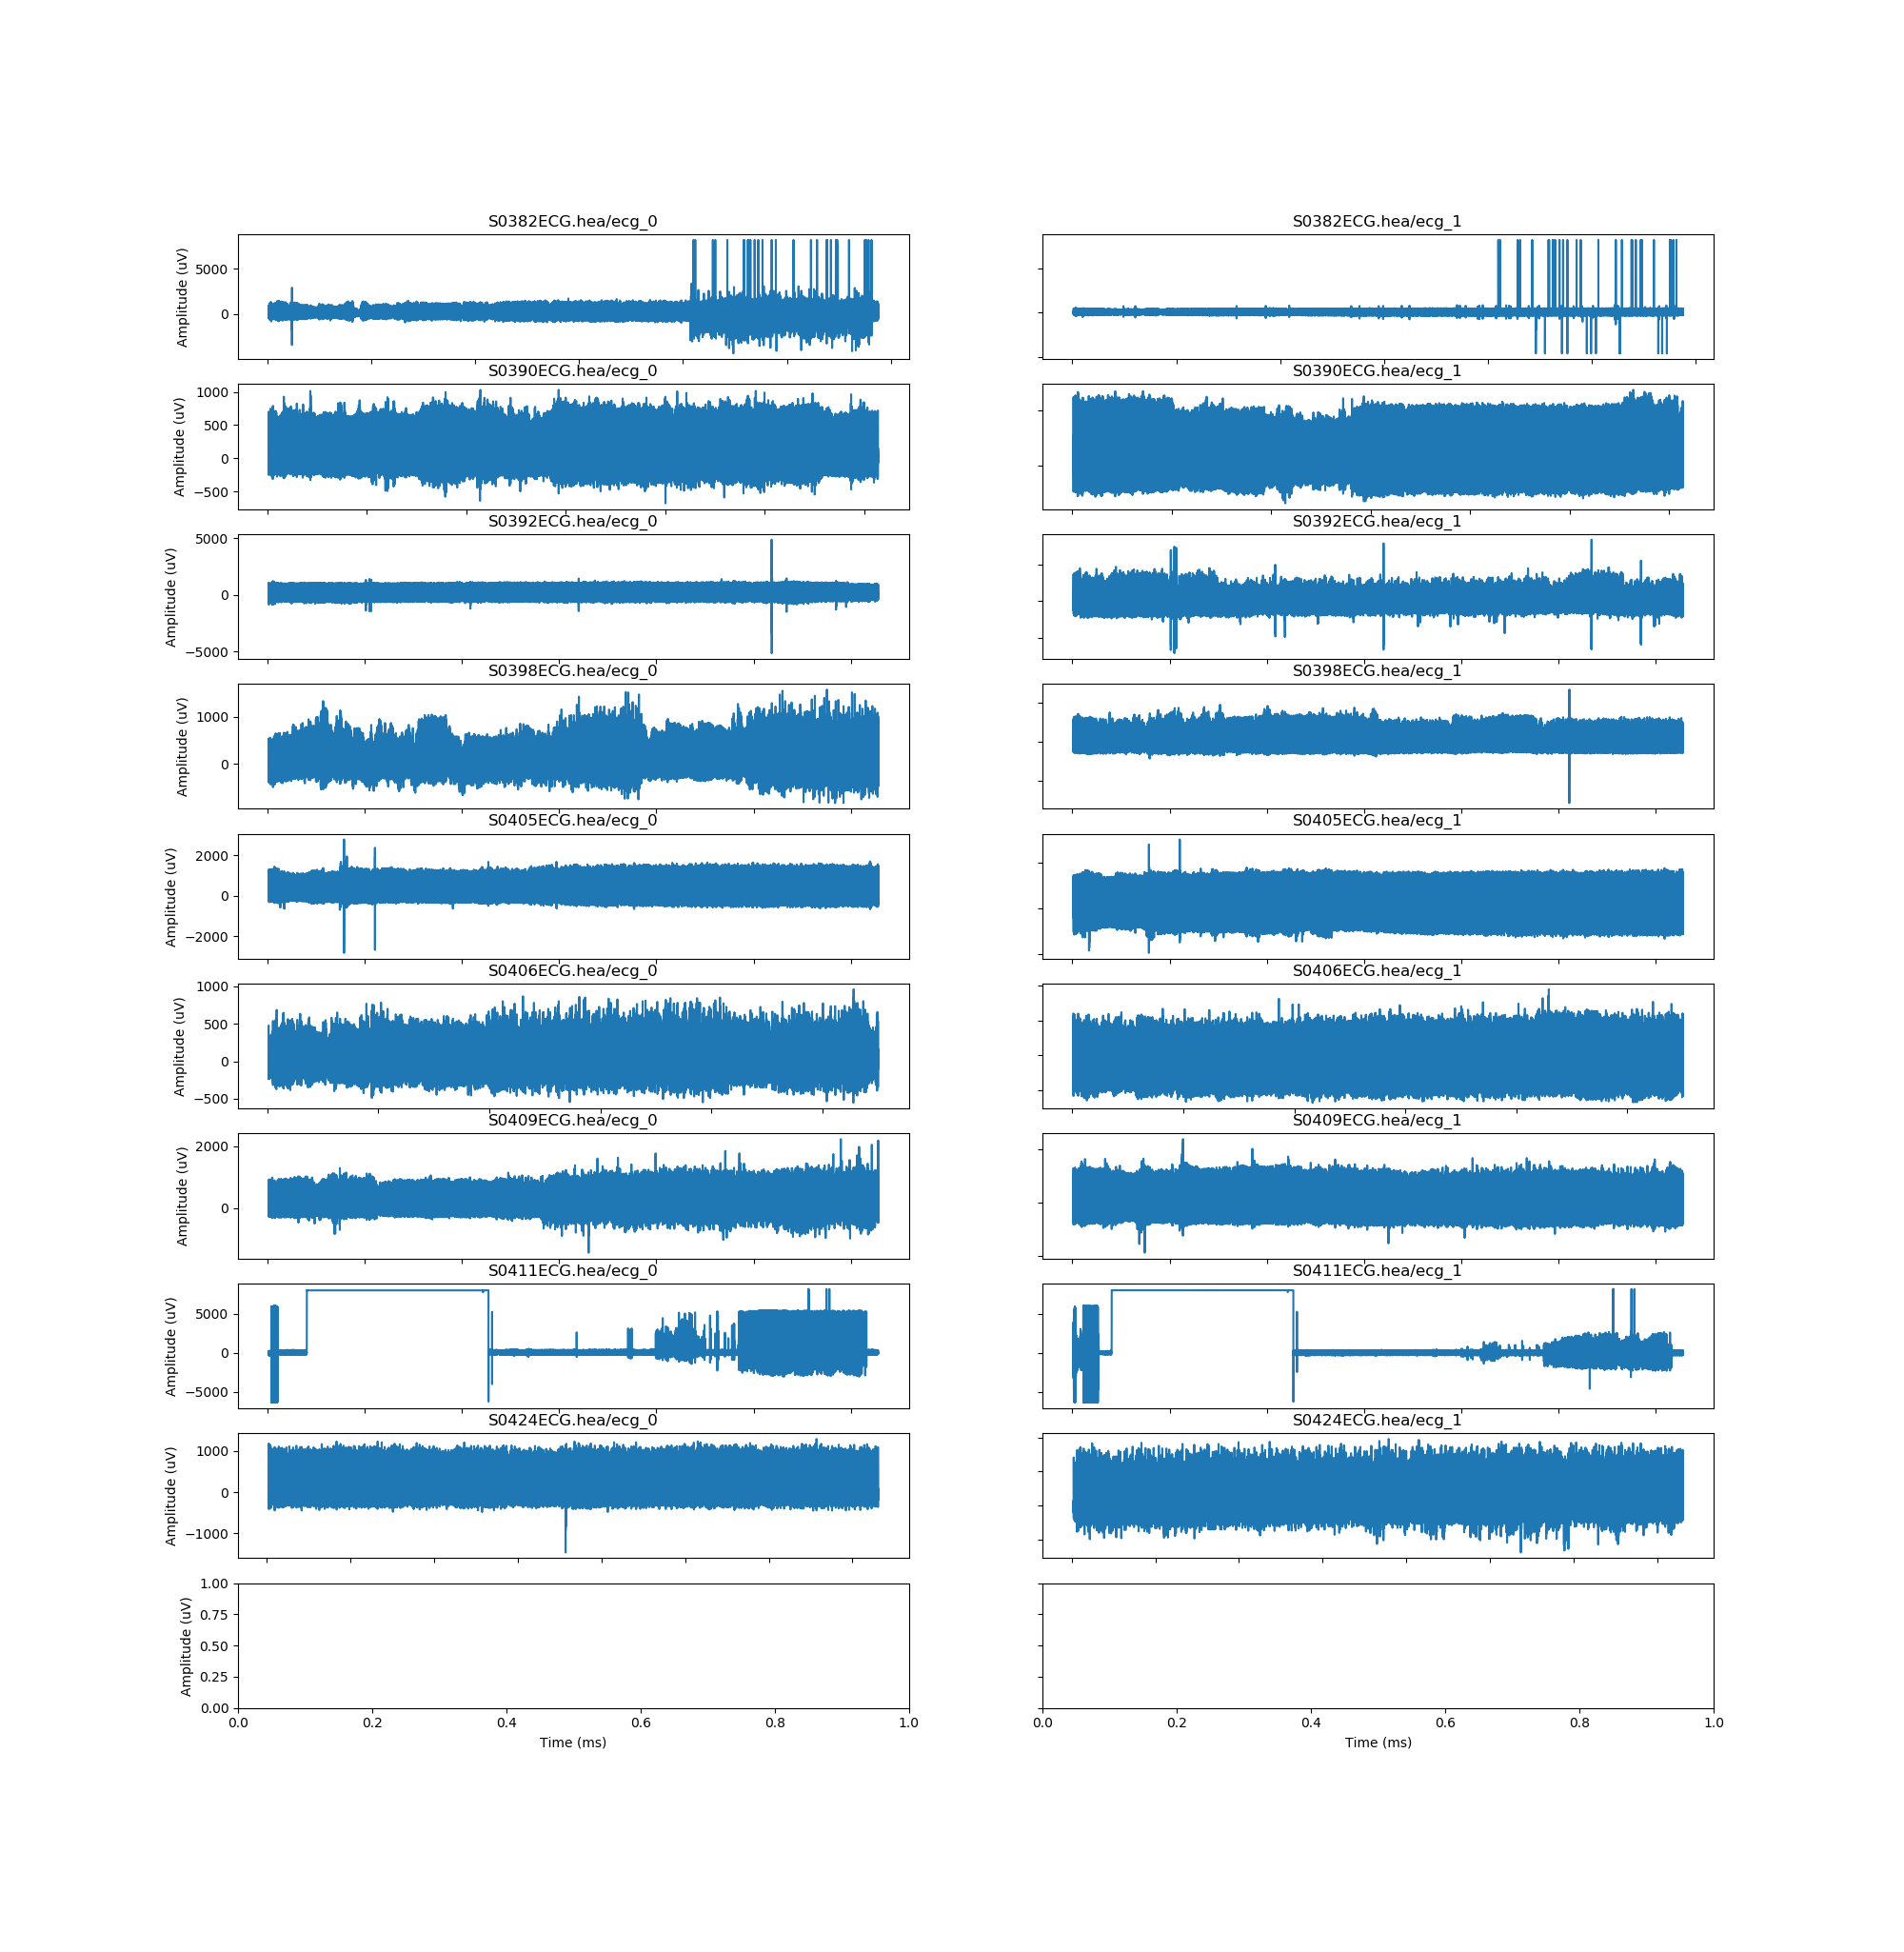 S0382ECG.hea/ecg_0 S0382ECG.hea/ecg_1
Amplitude (uV)
5000
0
S0390ECG.hea/ecg_0 S0390ECG.hea/ecg_1
Amplitude (uV)
1000
500
0
−500
S0392ECG.hea/ecg_0 S0392ECG.hea/ecg_1
Amplitude (uV)
5000
0
−5000
S0398ECG.hea/ecg_0 S0398ECG.hea/ecg_1
Amplitude (uV)
1000
0
S0405ECG.hea/ecg_0 S0405ECG.hea/ecg_1
Amplitude (uV)
2000
0
−2000
S0406ECG.hea/ecg_0 S0406ECG.hea/ecg_1
Amplitude (uV)
1000
500
0
−500
S0409ECG.hea/ecg_0 S0409ECG.hea/ecg_1
Amplitude (uV)
2000
0
S0411ECG.hea/ecg_0 S0411ECG.hea/ecg_1
Amplitude (uV)
5000
0
−5000
S0424ECG.hea/ecg_0 S0424ECG.hea/ecg_1
Amplitude (uV)
1000
0
−1000
Amplitude (uV)
1.00
0.75
0.50
0.25
0.00
0.0 0.2 0.4 0.6 0.8 1.0 0.0 0.2 0.4 0.6 0.8 1.0
Time (ms) Time (ms)